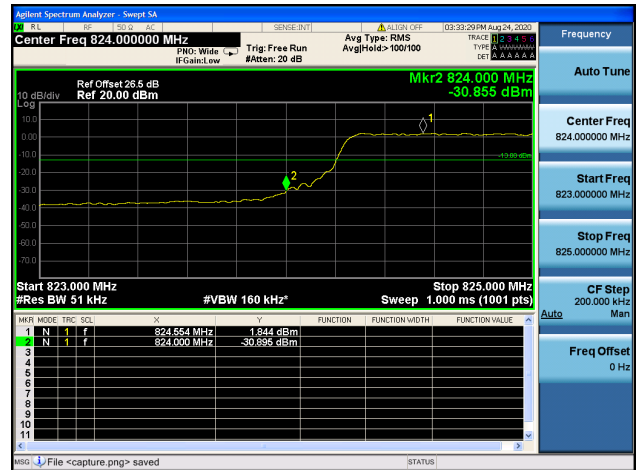 Agilent Spectrum Analyzer - Swept SA
RL RF 50 Ω AC SENSE:INT ALIGN OFF 03:33:29 PM Aug 24, 2020
Center Freq 824.000000 MHz
PNO: Wide
IFGain:Low
Trig: Free Run
#Atten: 20 dB
Avg Type: RMS
Avg|Hold:> 100/100
TRACE 1 2 3 4 5 6
TYPE A WWWWW
DET A A A A A A
Frequency
Auto Tune
Center Freq
824.000000 MHz
Start Freq
823.000000 MHz
Stop Freq
825.000000 MHz
CF Step
200.000 kHz
Auto Man
Freq Offset
0 Hz
Ref Offset 26.5 dB
10 dB/div Ref 20.00 dBm
Log
Mkr2 824.000 MHz
-30.855 dBm
10.0
0.00
-10.0
-20.0
-30.0
-40.0
-50.0
-60.0
-70.0
1
2
-13.00 dBm
Start 823.000 MHz Stop 825.000 MHz
#Res BW 51 kHz #VBW 160 kHz* Sweep 1.000 ms (1001 pts)
MKR MODE TRC SCL X Y FUNCTION FUNCTION WIDTH FUNCTION VALUE
1 N 1 f 824.554 MHz 1.844 dBm
2 N 1 f 824.000 MHz -30.895 dBm
3
4
5
6
7
8
9
10
11
MSG File <capture.png> saved STATUS